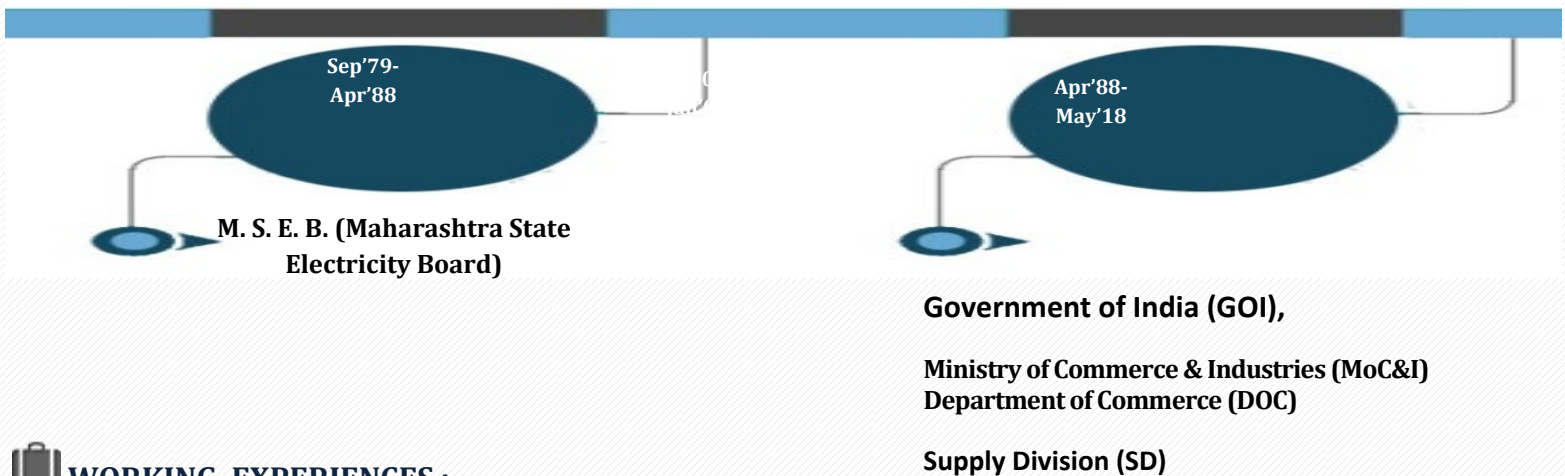 Sep’79-
Apr’88
Apr’88-
May’18
M. S. E. B. (Maharashtra State
Electricity Board)
Government of India (GOI),
Ministry of Commerce & Industries (MoC&I)
Department of Commerce (DOC)
Supply Division (SD)
WORKING EXPERIENCES :